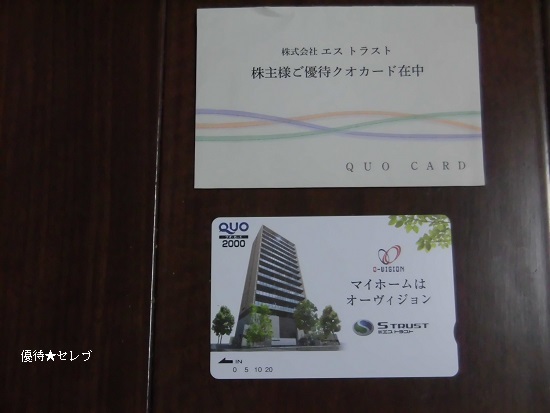 株式会社 エス トラスト
株主様ご優待クオカード在中
QUO CARD
QUO
2000
O-VISION
マイホームは
オーヴィジョン
S TRUST
㈱エストラスト
IN
0 5 10 20
優待★セレブ